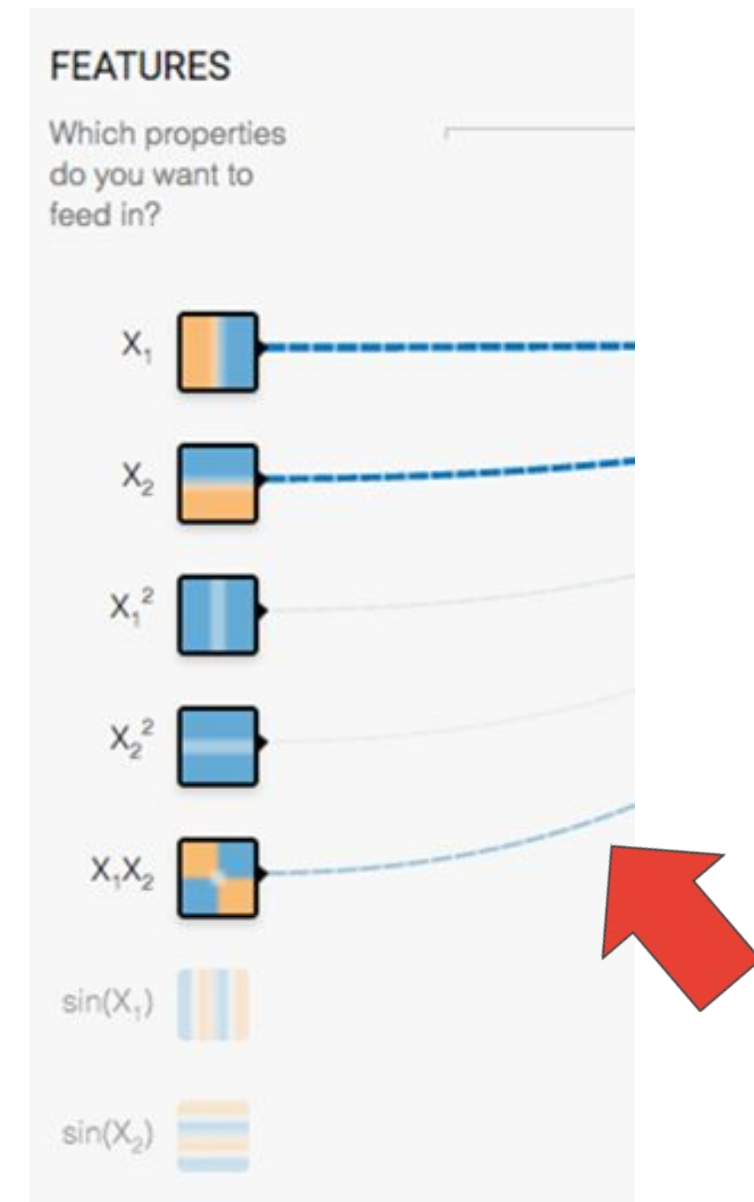 FEATURES
Which properties
do you want to
feed in?
X₁
X₂
X₁²
X₂²
X₁X₂
sin(X₁)
sin(X₂)